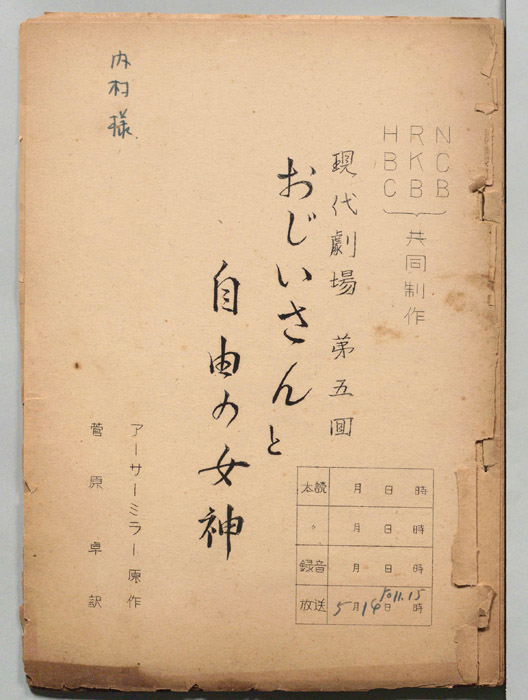 NCB
RKB
HBC
共同制作
現代劇場 第五回
おじいさんと
自由の女神
アーサーミラー原作
菅原卓訳
内村様
本読 月 日 時
〃 月 日 時
録音 月 日 時
放送 5月14日 時